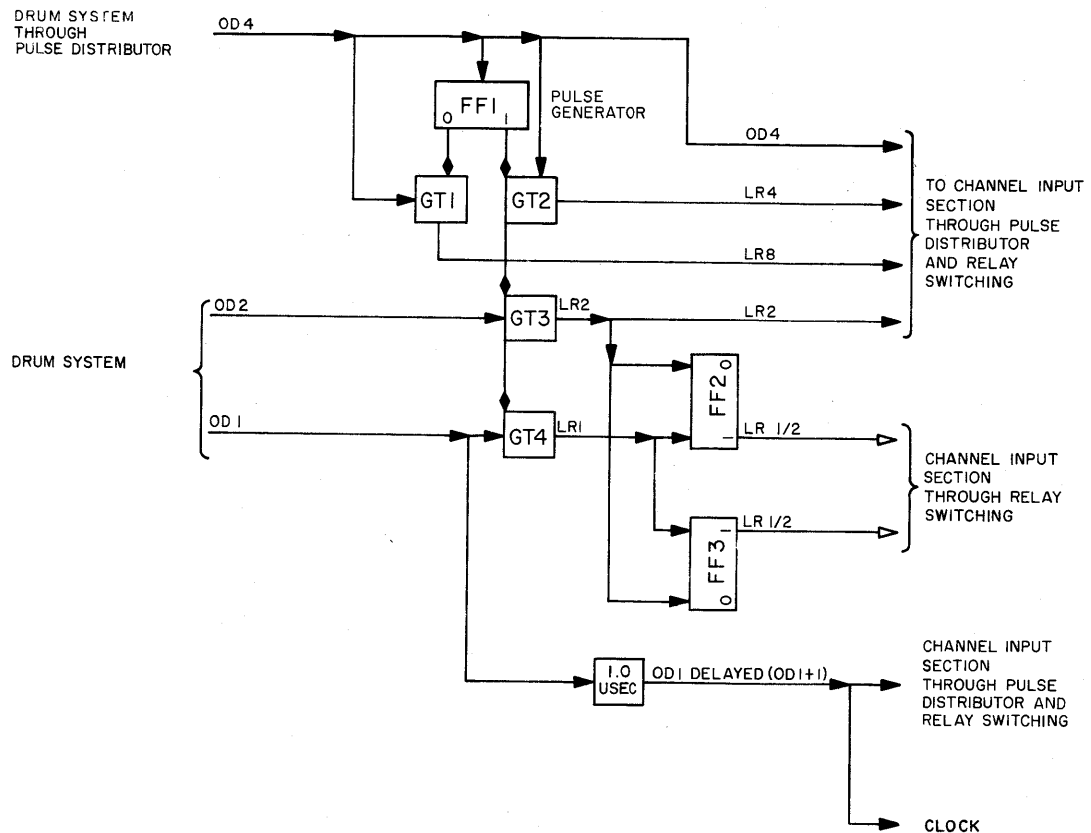 DRUM SYSTEM
THROUGH
PULSE DISTRIBUTOR
OD4
FF1
0
1
PULSE
GENERATOR
OD4
GT1
GT2
LR4
LR8
TO CHANNEL INPUT
SECTION
THROUGH PULSE
DISTRIBUTOR
AND RELAY
SWITCHING
OD2
GT3
LR2
LR2
DRUM SYSTEM
FF2
0
1
OD1
GT4
LR1
LR 1/2
CHANNEL INPUT
SECTION
THROUGH RELAY
SWITCHING
LR 1/2
FF3
1
0
1.0
USEC
OD1 DELAYED (OD1+1)
CHANNEL INPUT
SECTION
THROUGH PULSE
DISTRIBUTOR AND
RELAY SWITCHING
CLOCK